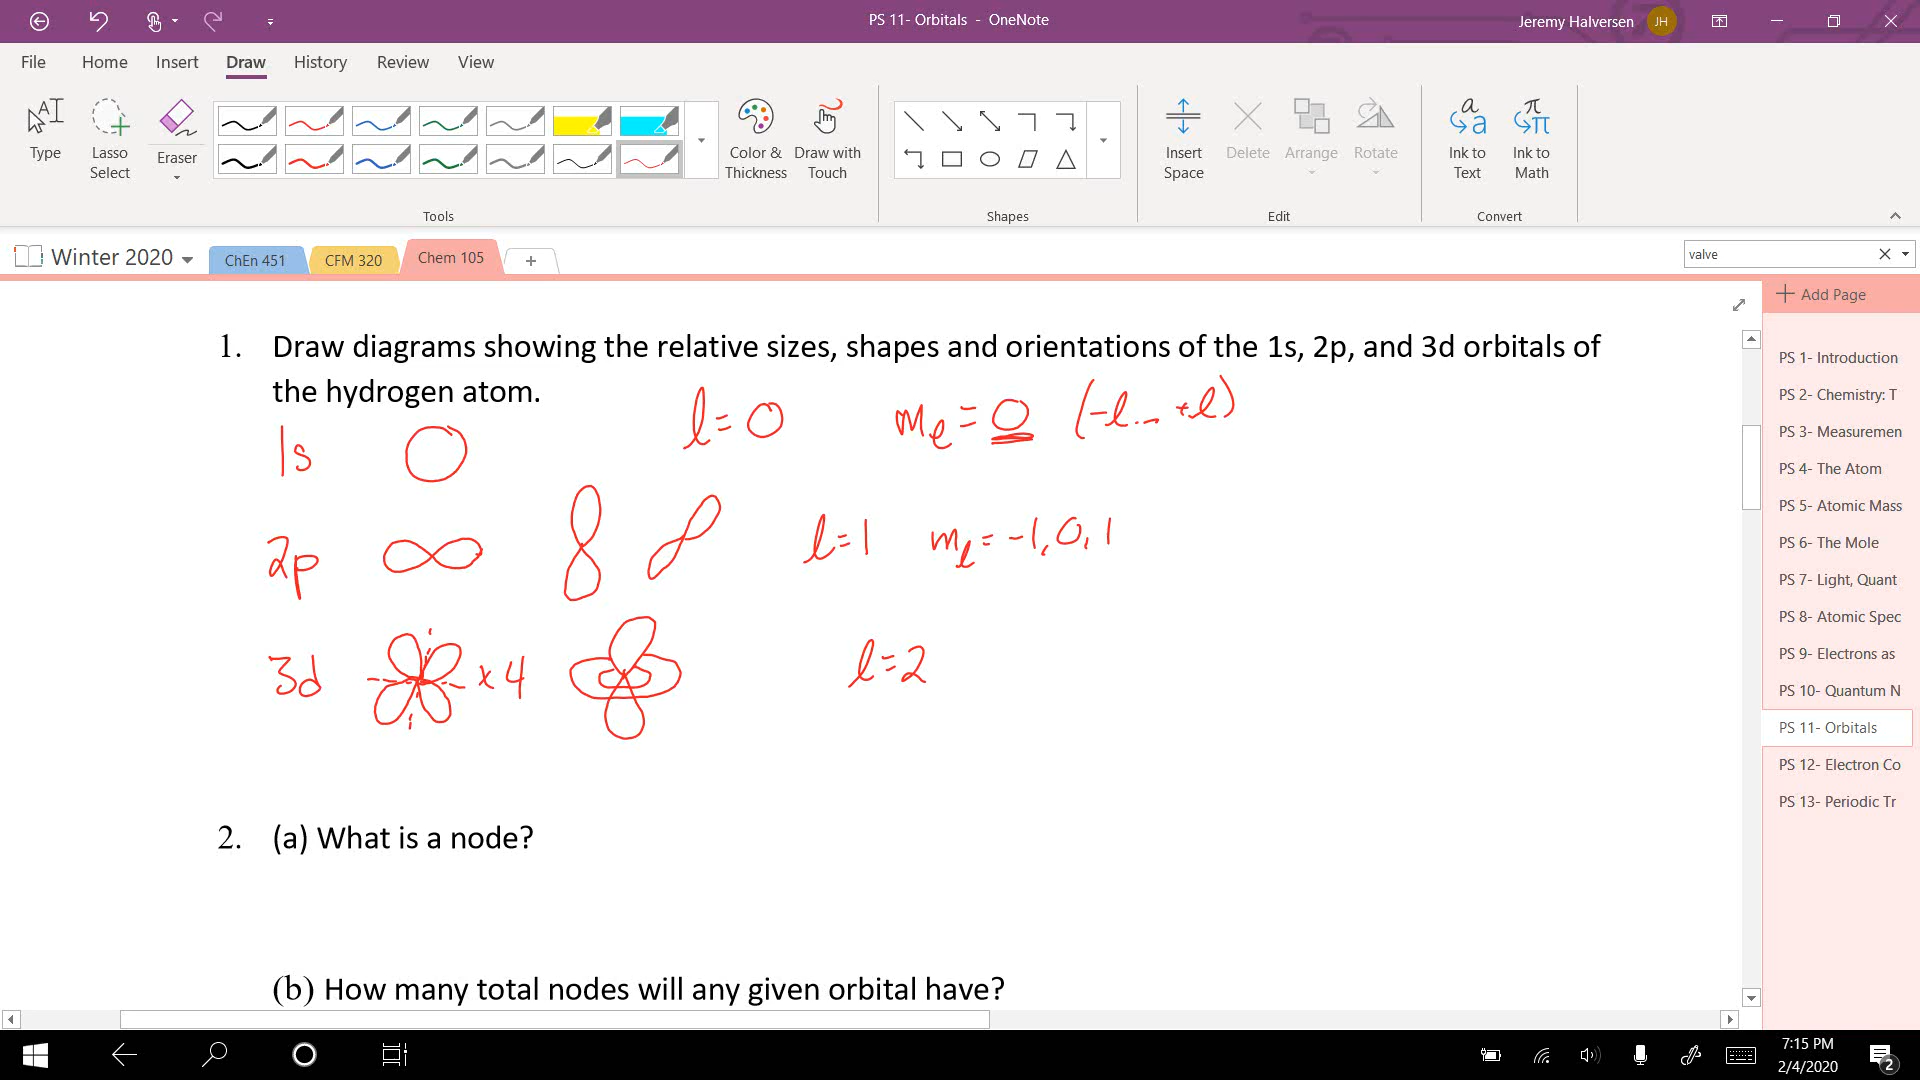 PS 11- Orbitals - OneNote
Jeremy Halversen JH
File Home Insert Draw History Review View
Type
Lasso Select
Eraser
Color & Thickness
Draw with Touch
Insert Space
Delete
Arrange
Rotate
Ink to Text
Ink to Math
Tools Shapes Edit Convert
Winter 2020 ChEn 451 CFM 320 Chem 105 +
valve
Add Page
PS 1- Introduction
PS 2- Chemistry: T
PS 3- Measuremen
PS 4- The Atom
PS 5- Atomic Mass
PS 6- The Mole
PS 7- Light, Quant
PS 8- Atomic Spec
PS 9- Electrons as
PS 10- Quantum N
PS 11- Orbitals
PS 12- Electron Co
PS 13- Periodic Tr
1. Draw diagrams showing the relative sizes, shapes and orientations of the 1s, 2p, and 3d orbitals of
the hydrogen atom.
1s l=0 mℓ=0 (-l... +l)
2p l=1 mℓ=-1,0,1
3d x4 l=2
2. (a) What is a node?
(b) How many total nodes will any given orbital have?
7:15 PM
2/4/2020
2